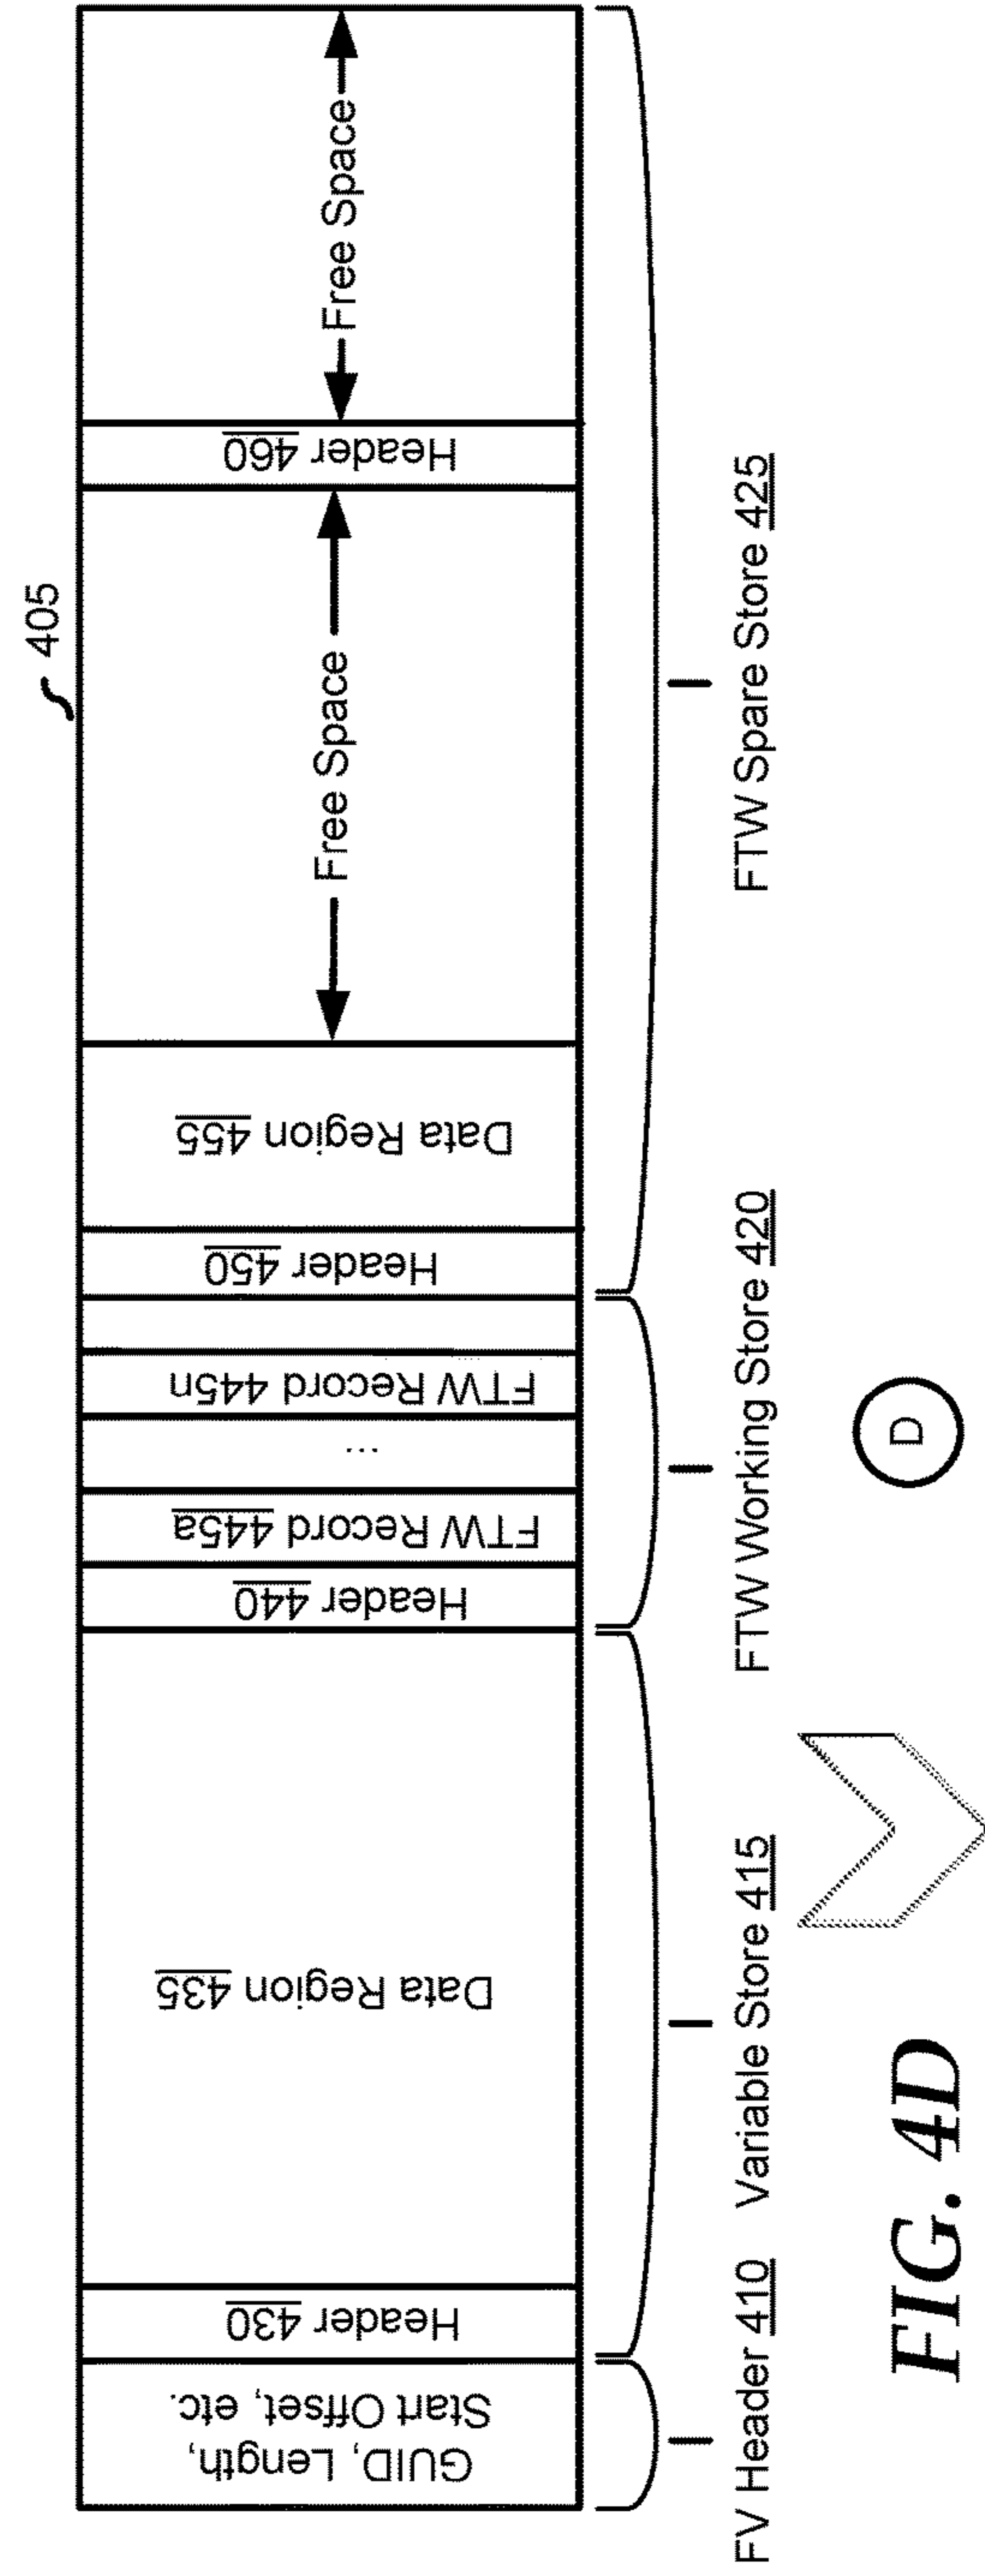 405
GUID, Length,
Start Offset, etc.
Header 430
Data Region 435
Header 440
FTW Record 445a
...
FTW Record 445n
Header 450
Data Region 455
Free Space
Header 460
Free Space
FV Header 410
Variable Store 415
FTW Working Store 420
FTW Spare Store 425
D
FIG. 4D